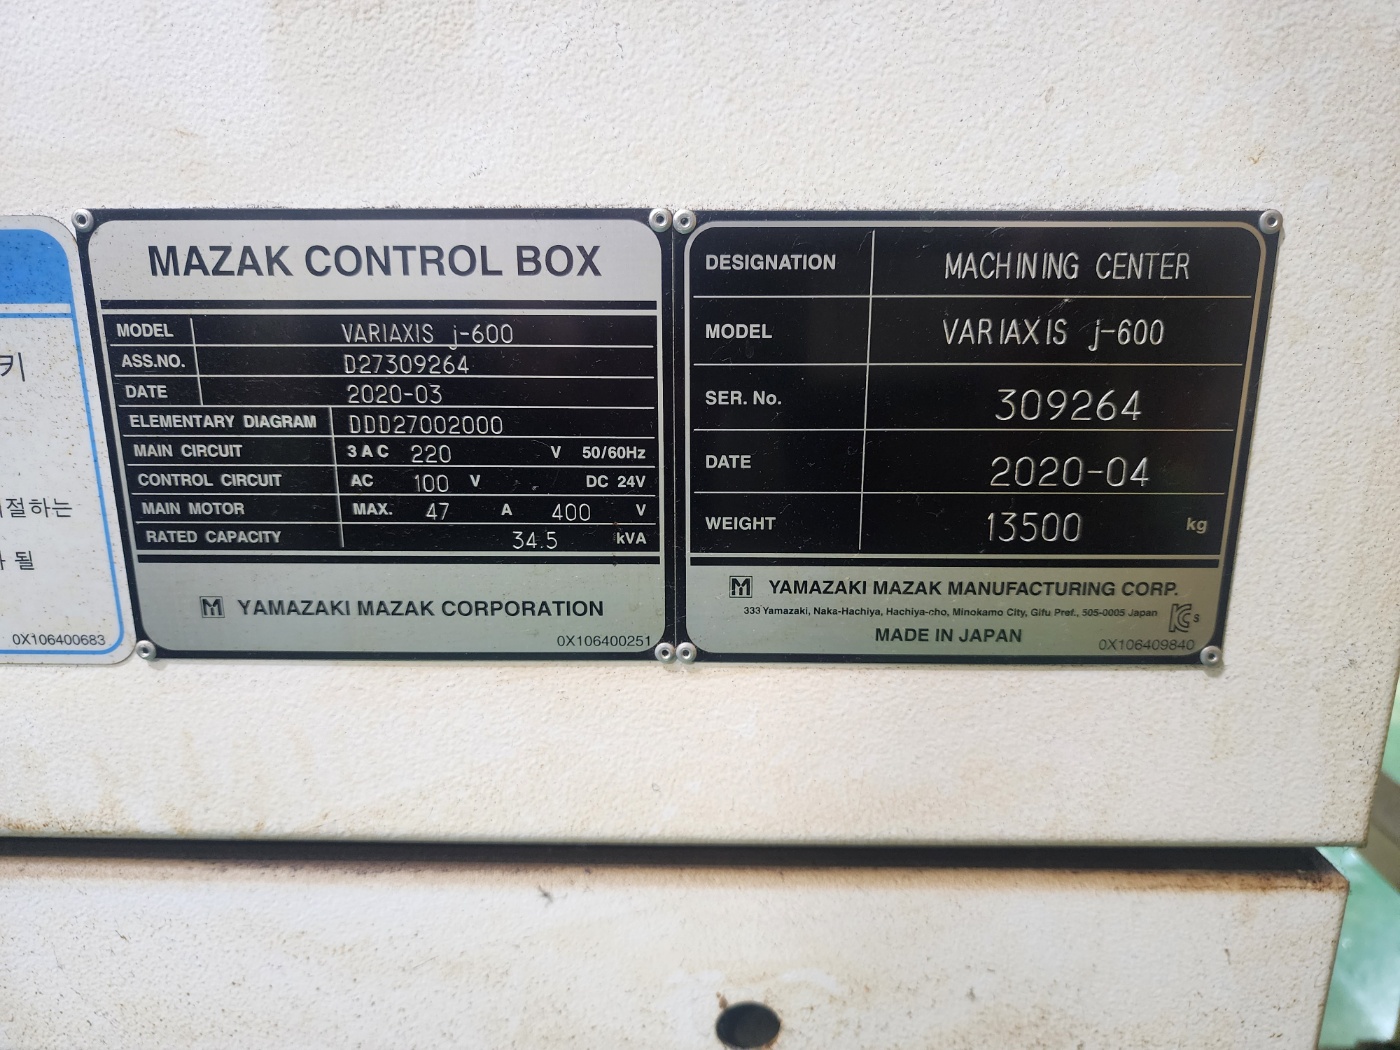 키
절하는
될
0X106400683
MAZAK CONTROL BOX
MODEL VARIAXIS j-600
ASS.NO. D27309264
DATE 2020-03
ELEMENTARY DIAGRAM DDD27002000
MAIN CIRCUIT 3AC 220 V 50/60Hz
CONTROL CIRCUIT AC 100 V DC 24V
MAIN MOTOR MAX. 47 A 400 V
RATED CAPACITY 34.5 kVA
M YAMAZAKI MAZAK CORPORATION
0X106400251
DESIGNATION MACHINING CENTER
MODEL VARIAXIS j-600
SER. No. 309264
DATE 2020-04
WEIGHT 13500 kg
M YAMAZAKI MAZAK MANUFACTURING CORP.
333 Yamazaki, Naka-Hachiya, Hachiya-cho, Minokamo City, Gifu Pref., 505-0005 Japan
KC s
MADE IN JAPAN
0X106409840